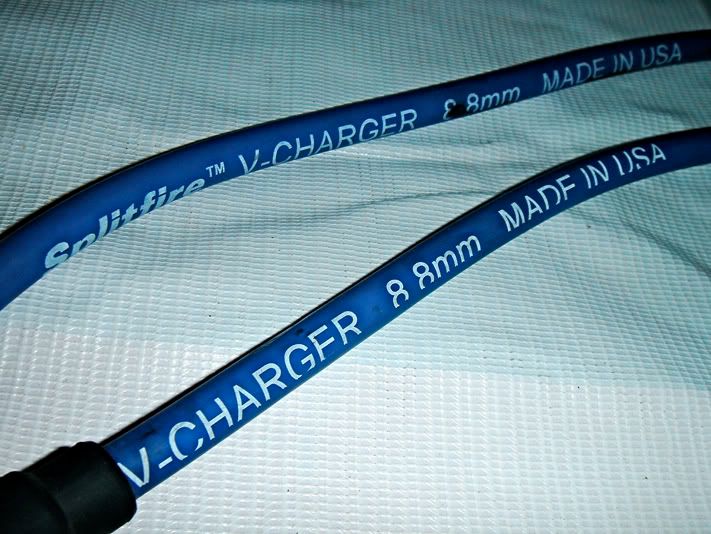 Splitfire™ V-CHARGER 8.8mm MADE IN USA
V-CHARGER 8.8mm MADE IN USA